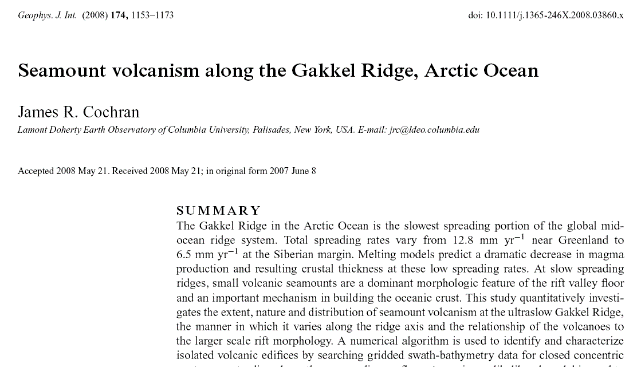 Geophys. J. Int. (2008) 174, 1153–1173
doi: 10.1111/j.1365-246X.2008.03860.x
Seamount volcanism along the Gakkel Ridge, Arctic Ocean
James R. Cochran
Lamont Doherty Earth Observatory of Columbia University, Palisades, New York, USA. E-mail: jrc@ldeo.columbia.edu
Accepted 2008 May 21. Received 2008 May 21; in original form 2007 June 8
SUMMARY
The Gakkel Ridge in the Arctic Ocean is the slowest spreading portion of the global mid-
ocean ridge system. Total spreading rates vary from 12.8 mm yr⁻¹ near Greenland to
6.5 mm yr⁻¹ at the Siberian margin. Melting models predict a dramatic decrease in magma
production and resulting crustal thickness at these low spreading rates. At slow spreading
ridges, small volcanic seamounts are a dominant morphologic feature of the rift valley floor
and an important mechanism in building the oceanic crust. This study quantitatively investi-
gates the extent, nature and distribution of seamount volcanism at the ultraslow Gakkel Ridge,
the manner in which it varies along the ridge axis and the relationship of the volcanoes to
the larger scale rift morphology. A numerical algorithm is used to identify and characterize
isolated volcanic edifices by searching gridded swath-bathymetry data for closed concentric